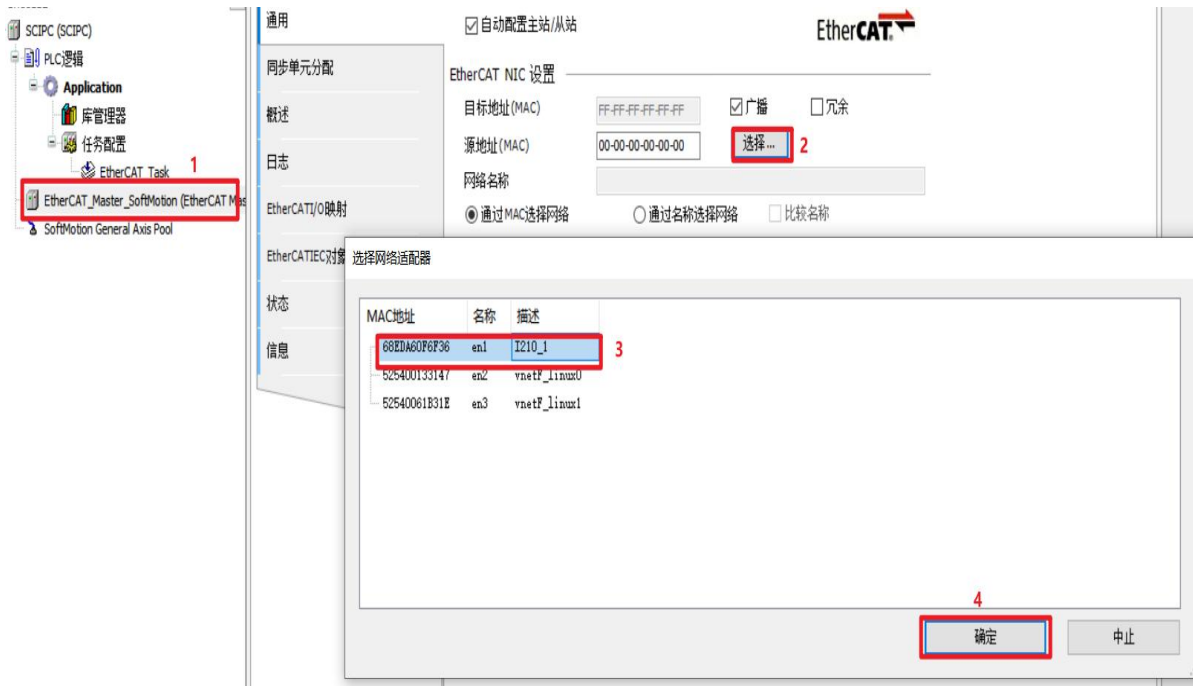 SCIPC (SCIPC)
PLC逻辑
Application
库管理器
任务配置
EtherCAT_Task
1
EtherCAT_Master_SoftMotion (EtherCAT Mas
SoftMotion General Axis Pool
通用
同步单元分配
概述
日志
EtherCATI/O映射
EtherCATIEC对象
状态
信息
自动配置主站/从站
EtherCAT
EtherCAT NIC 设置
目标地址(MAC) FF-FF-FF-FF-FF-FF 广播 冗余
源地址(MAC) 00-00-00-00-00-00 选择... 2
网络名称
通过MAC选择网络 通过名称选择网络 比较名称
选择网络适配器
MAC地址 名称 描述
68EDA60F6F36 en1 I210_1 3
525400133147 en2 vnetF_linux0
52540061B31E en3 vnetF_linux1
4
确定 中止